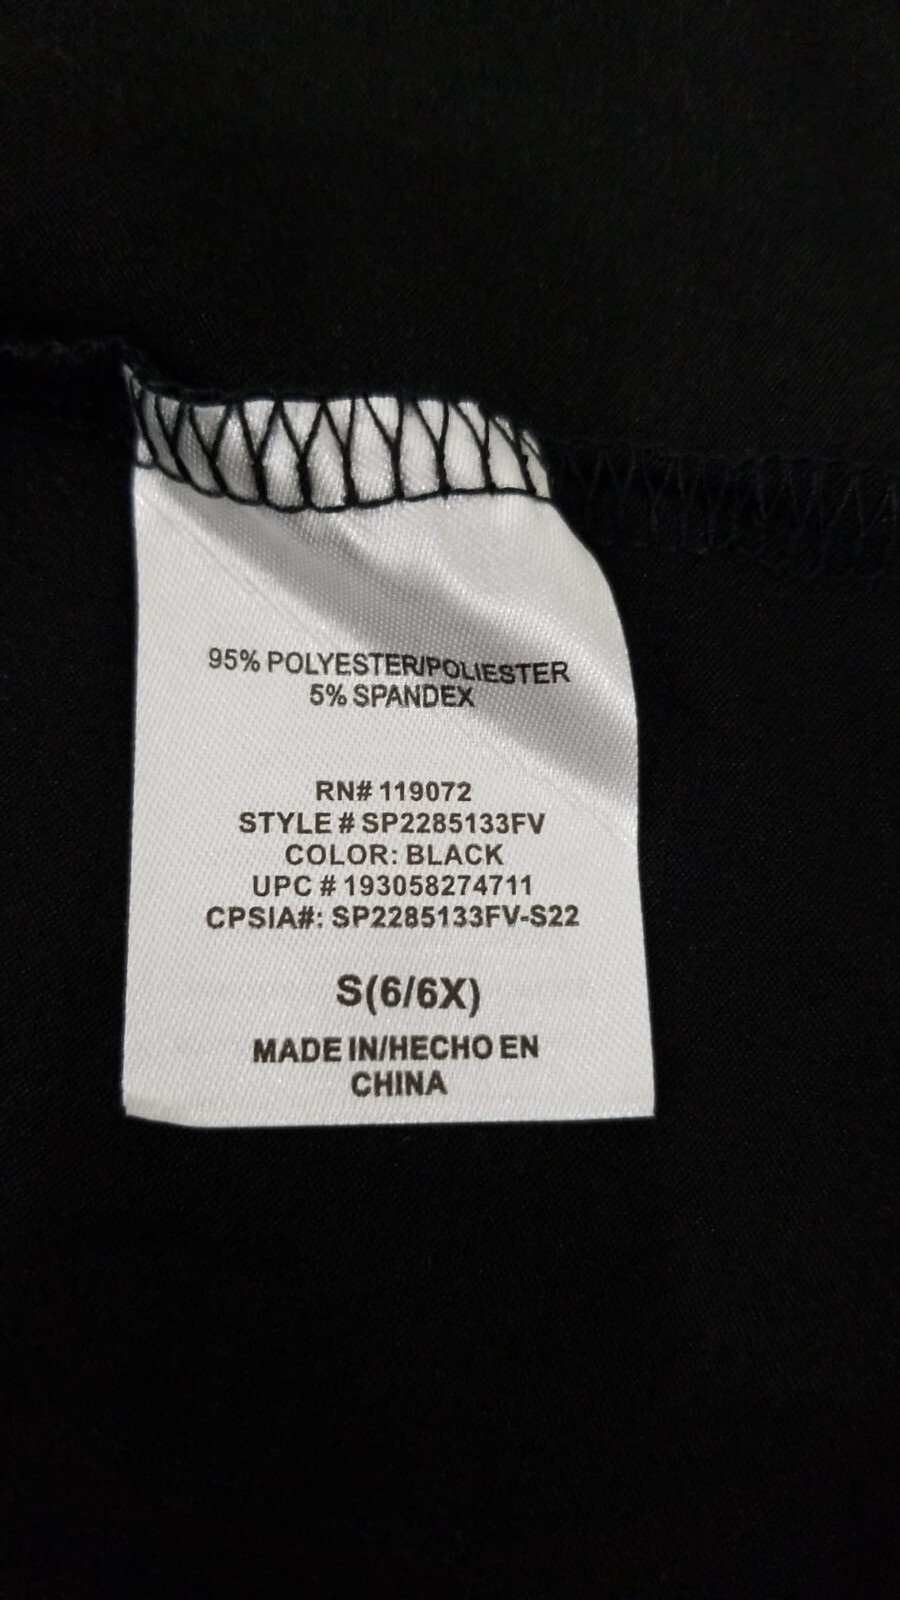 95% POLYESTER/POLIESTER
5% SPANDEX
RN# 119072
STYLE # SP2285133FV
COLOR: BLACK
UPC # 193058274711
CPSIA#: SP2285133FV-S22
S(6/6X)
MADE IN/HECHO EN
CHINA